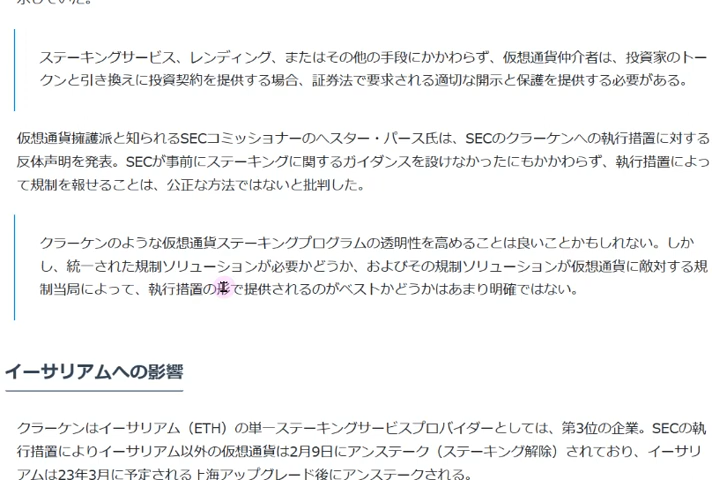 示していた。
ステーキングサービス、レンディング、またはその他の手段にかかわらず、仮想通貨仲介者は、投資家のトー
クンと引き換えに投資契約を提供する場合、証券法で要求される適切な開示と保護を提供する必要がある。
仮想通貨擁護派と知られるSECコミッショナーのへスター・パース氏は、SECのクラーケンへの執行措置に対する
反体声明を発表。SECが事前にステーキングに関するガイダンスを設けなかったにもかかわらず、執行措置によっ
て規制を報せることは、公正な方法ではないと批判した。
クラーケンのような仮想通貨ステーキングプログラムの透明性を高めることは良いことかもしれない。しか
し、統一された規制ソリューションが必要かどうか、およびその規制ソリューションが仮想通貨に敵対する規
制当局によって、執行措置の で提供されるのがベストかどうかはあまり明確ではない。
イーサリアムへの影響
クラーケンはイーサリアム（ETH）の単一ステーキングサービスプロバイダーとしては、第3位の企業。SECの執
行措置によりイーサリアム以外の仮想通貨は2月9日にアンステーク（ステーキング解除）されており、イーサリ
アムは23年3月に予定される上海アップグレード後にアンステークされる。